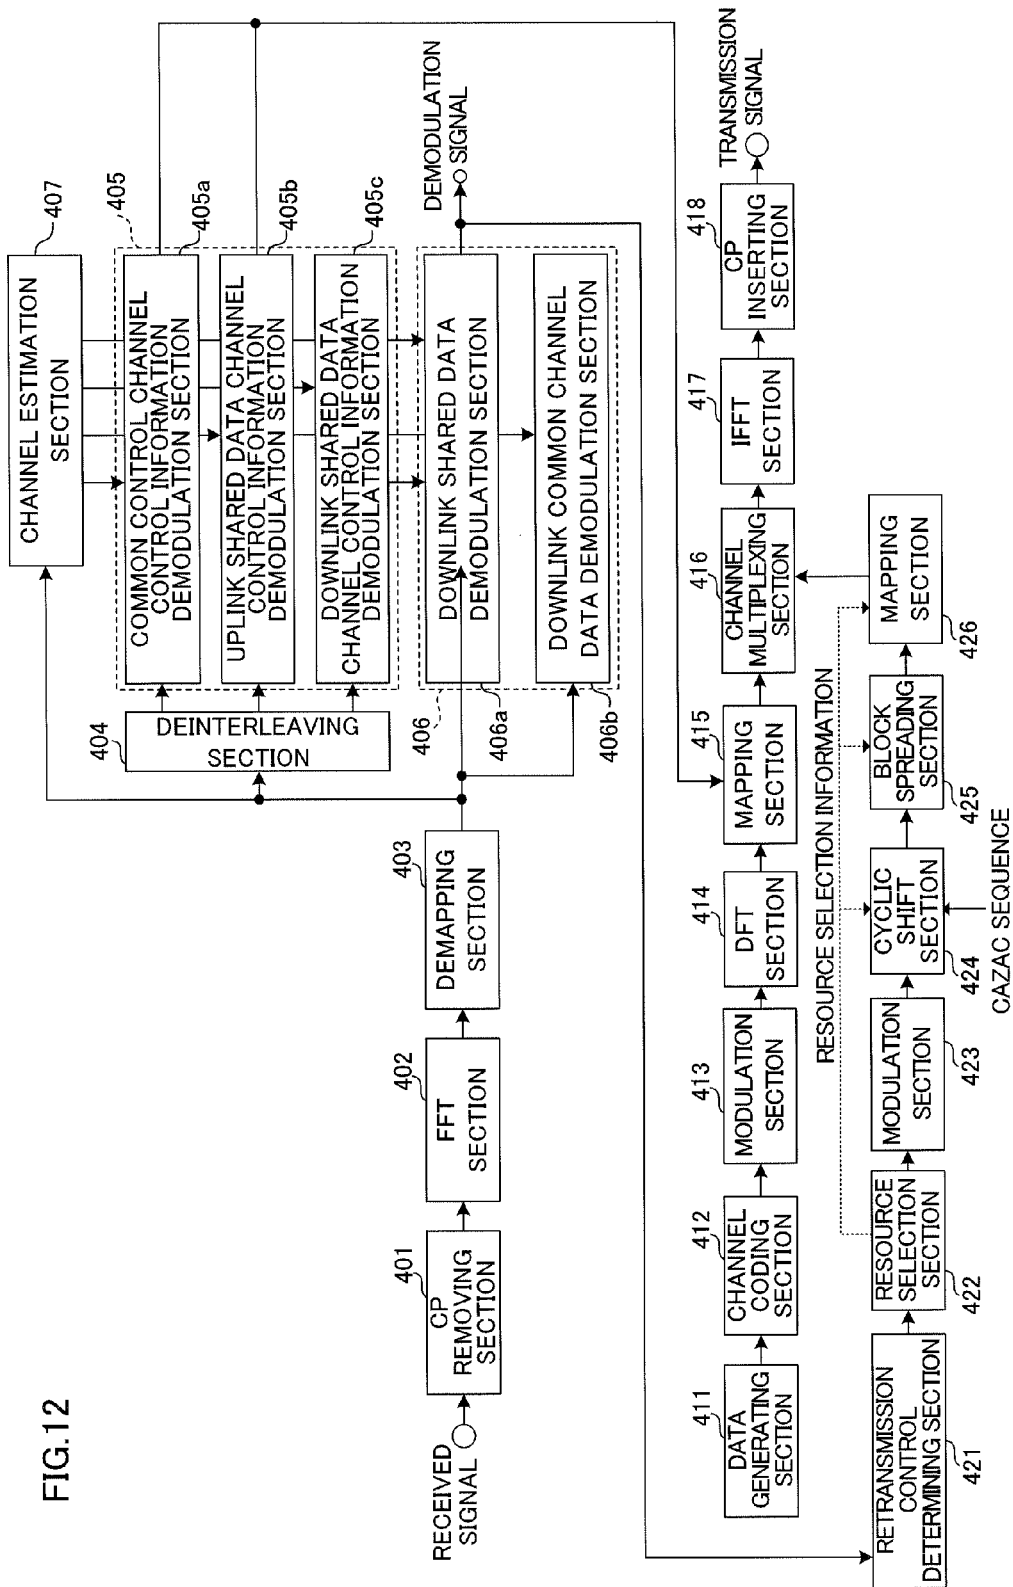 FIG.12
RECEIVED
SIGNAL
401
CP
REMOVING
SECTION
402
FFT
SECTION
403
DEMAPPING
SECTION
404
DEINTERLEAVING
SECTION
407
CHANNEL ESTIMATION
SECTION
405
405a
COMMON CONTROL CHANNEL
CONTROL INFORMATION
DEMODULATION SECTION
405b
UPLINK SHARED DATA CHANNEL
CONTROL INFORMATION
DEMODULATION SECTION
405c
DOWNLINK SHARED DATA
CHANNEL CONTROL INFORMATION
DEMODULATION SECTION
406
406a
DOWNLINK SHARED DATA
DEMODULATION SECTION
406b
DOWNLINK COMMON CHANNEL
DATA DEMODULATION SECTION
DEMODULATION
SIGNAL
411
DATA
GENERATING
SECTION
412
CHANNEL
CODING
SECTION
413
MODULATION
SECTION
414
DFT
SECTION
415
MAPPING
SECTION
416
CHANNEL
MULTIPLEXING
SECTION
417
IFFT
SECTION
418
CP
INSERTING
SECTION
TRANSMISSION
SIGNAL
RESOURCE SELECTION INFORMATION
RETRANSMISSION
CONTROL
DETERMINING SECTION
421
RESOURCE
SELECTION
SECTION
422
MODULATION
SECTION
423
CYCLIC
SHIFT
SECTION
424
CAZAC SEQUENCE
BLOCK
SPREADING
SECTION
425
MAPPING
SECTION
426